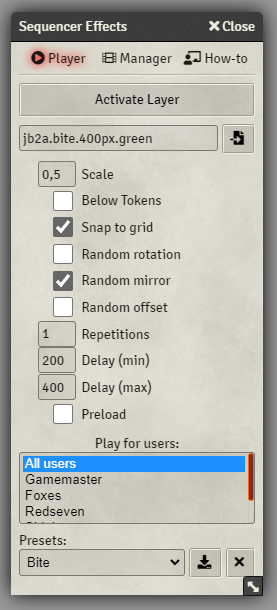 Sequencer Effects
Close
Player
Manager
How-to
Activate Layer
jb2a.bite.400px.green
0,5 Scale
Below Tokens
Snap to grid
Random rotation
Random mirror
Random offset
1 Repetitions
200 Delay (min)
400 Delay (max)
Preload
Play for users:
All users
Gamemaster
Foxes
Redseven
Presets:
Bite